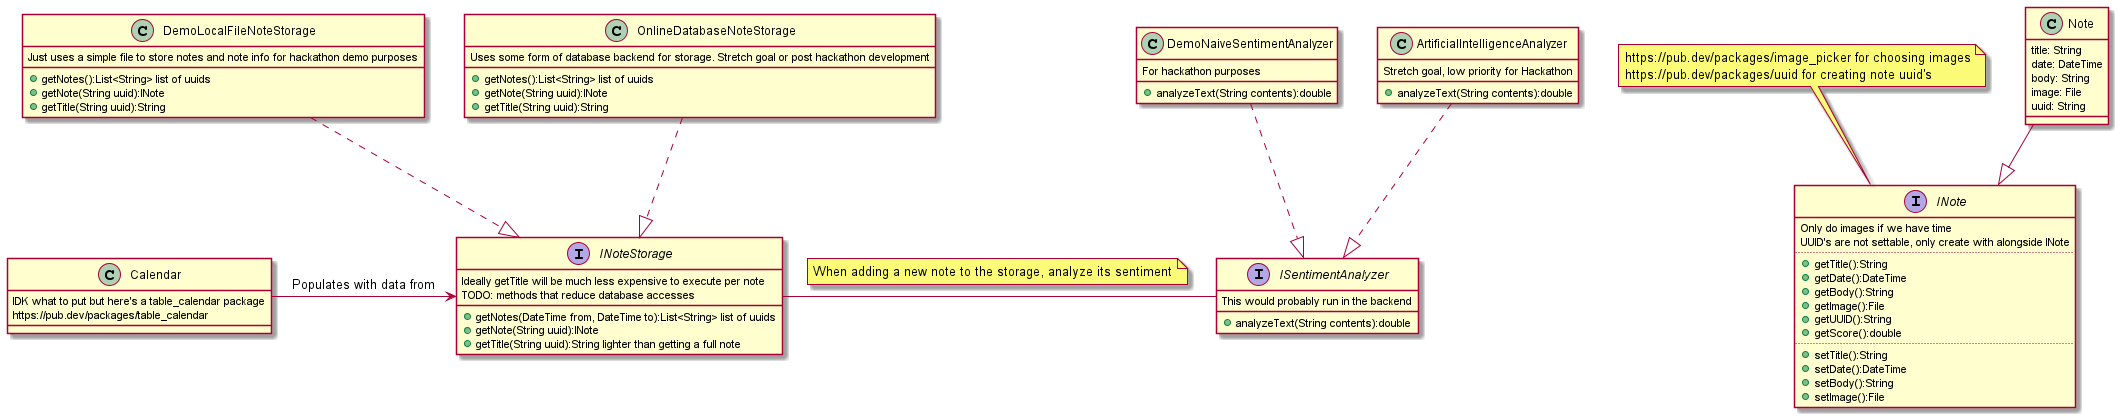 DemoLocalFileNoteStorage
Just uses a simple file to store notes and note info for hackathon demo purposes
getNotes():List<String> list of uuids
getNote(String uuid):INote
getTitle(String uuid):String
OnlineDatabaseNoteStorage
Uses some form of database backend for storage. Stretch goal or post hackathon development
getNotes():List<String> list of uuids
getNote(String uuid):INote
getTitle(String uuid):String
DemoNaiveSentimentAnalyzer
For hackathon purposes
analyzeText(String contents):double
ArtificialIntelligenceAnalyzer
Stretch goal, low priority for Hackathon
analyzeText(String contents):double
https://pub.dev/packages/image_picker for choosing images
https://pub.dev/packages/uuid for creating note uuid's
Note
title: String
date: DateTime
body: String
image: File
uuid: String
Calendar
IDK what to put but here's a table_calendar package
https://pub.dev/packages/table_calendar
Populates with data from
INoteStorage
Ideally getTitle will be much less expensive to execute per note
TODO: methods that reduce database accesses
getNotes(DateTime from, DateTime to):List<String> list of uuids
getNote(String uuid):INote
getTitle(String uuid):String lighter than getting a full note
When adding a new note to the storage, analyze its sentiment
ISentimentAnalyzer
This would probably run in the backend
analyzeText(String contents):double
INote
Only do images if we have time
UUID's are not settable, only create with alongside INote
getTitle():String
getDate():DateTime
getBody():String
getImage():File
getUUID():String
getScore():double
setTitle():String
setDate():DateTime
setBody():String
setImage():File